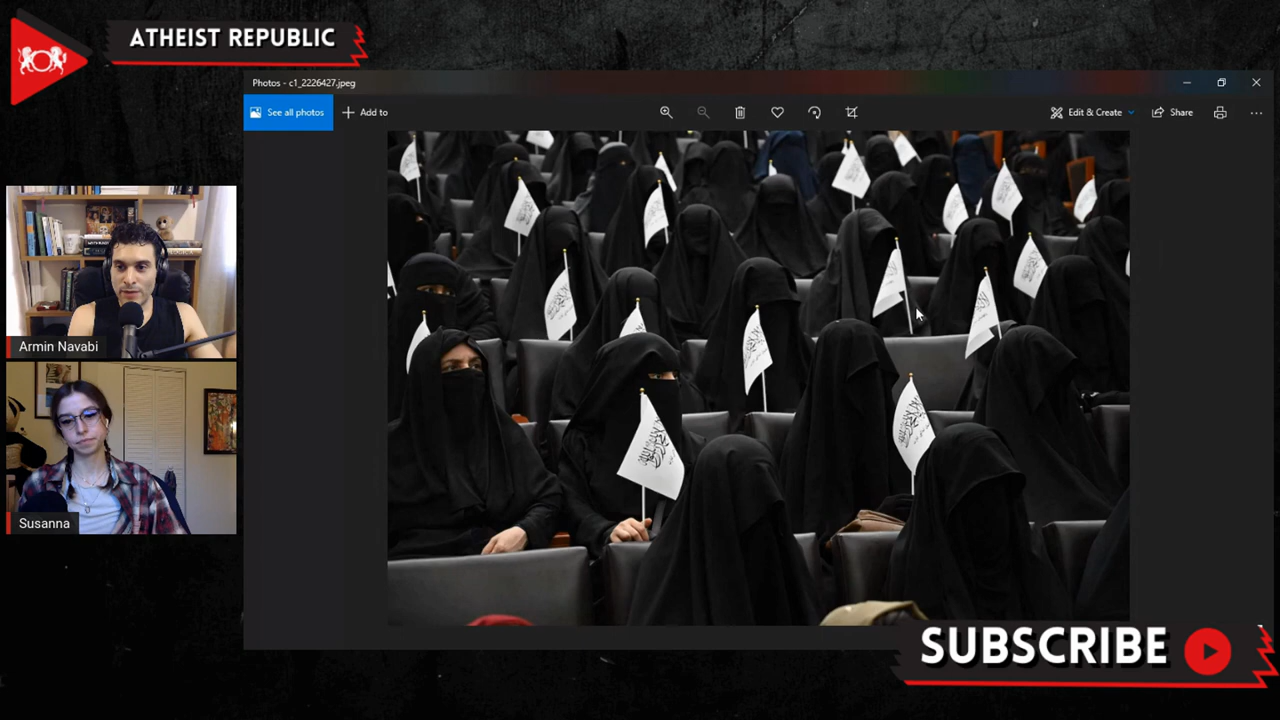 ATHEIST REPUBLIC
Photos - c1_2226427.jpeg
See all photos
Add to
Edit & Create
Share
Armin Navabi
Susanna
SUBSCRIBE